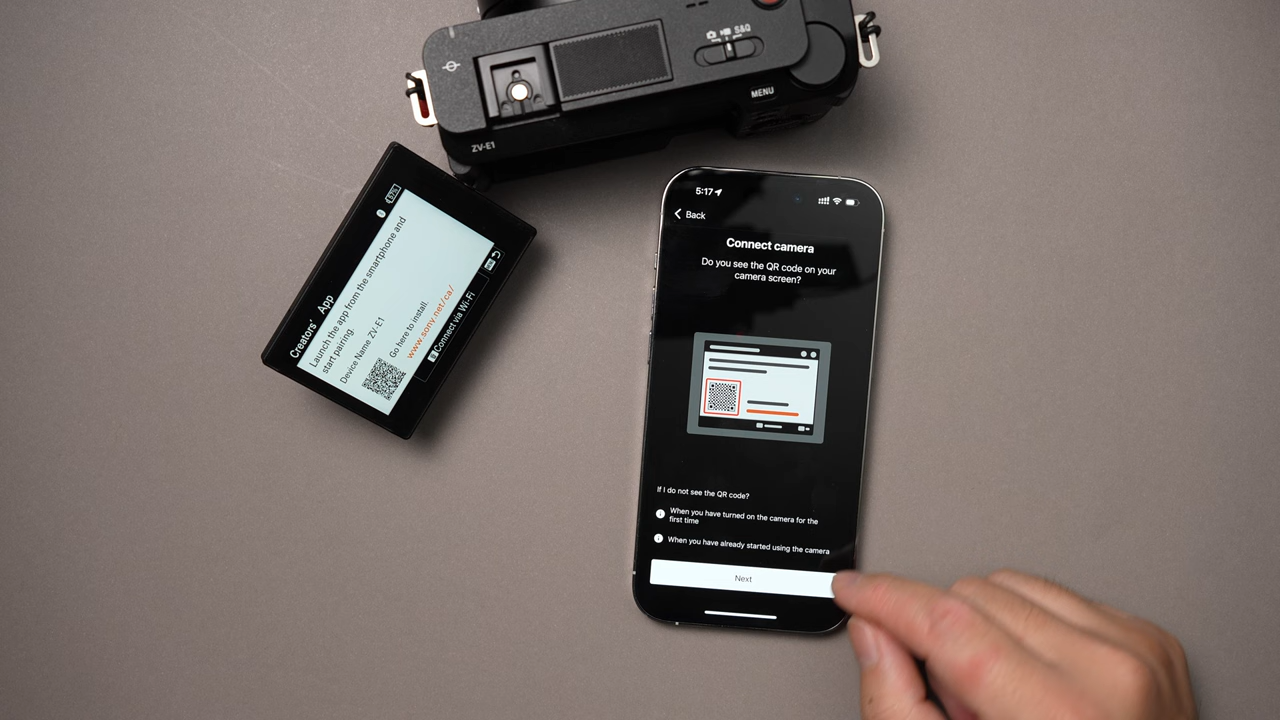 S&Q
MENU
ZV-E1
57%
Creators' App
Launch the app from the smartphone and
start pairing.
Device Name ZV-E1
Go here to install.
www.sony.net/ca/
Connect via Wi-Fi
5:17
Back
Connect camera
Do you see the QR code on your
camera screen?
If I do not see the QR code?
When you have turned on the camera for the
first time
When you have already started using the camera
Next